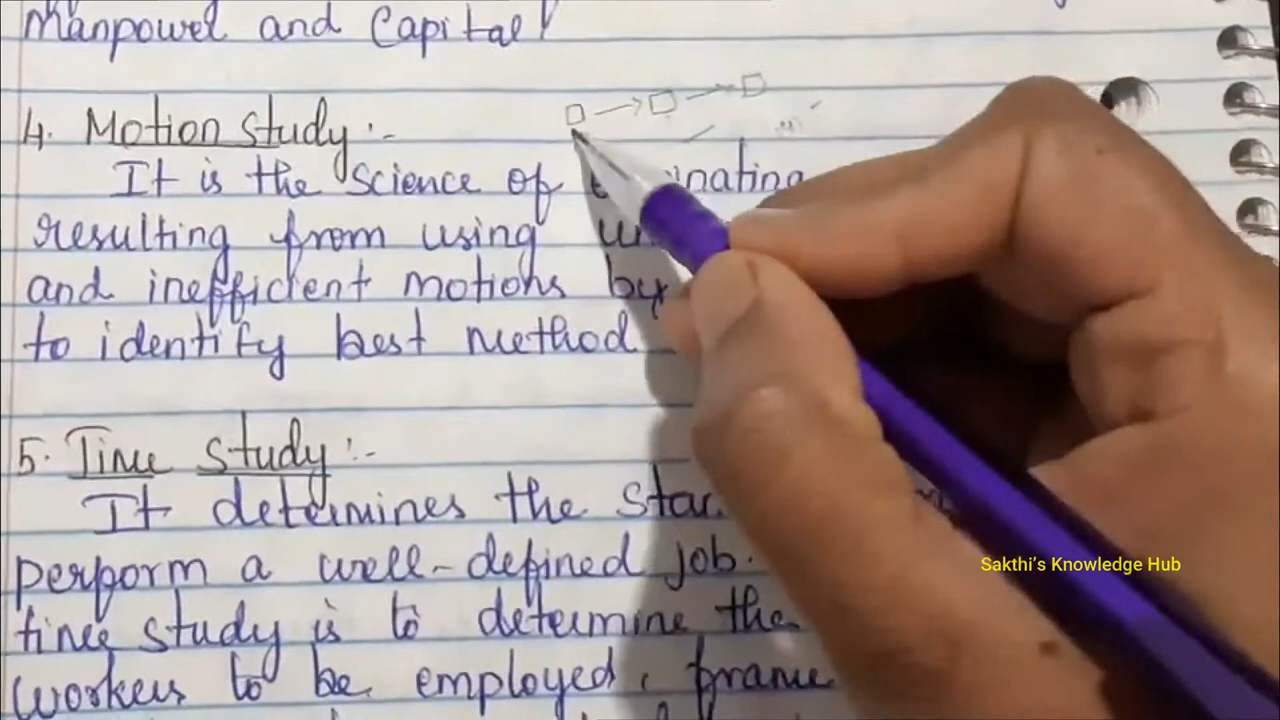 Manpower and Capital!
4. Motion Study :-
It is the science of
resulting from using
and inefficient motions by
to identify best method
5. Time study :-
It determines the
perform a well-defined job.
time study is to determine the
workers to be employed, frame
Sakthi's Knowledge Hub